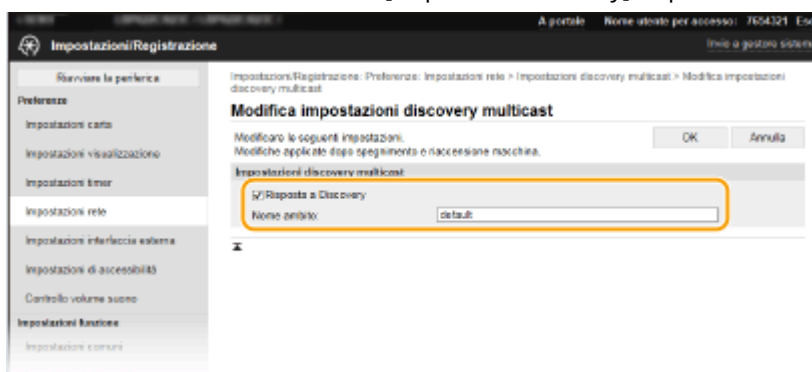 A portale Nome utente per accesso: 7654321 Esc
Impostazioni/Registrazione
Invio a gestore sistem
Riavviare la periferica
Preferenze
Impostazioni carta
Impostazioni visualizzazione
Impostazioni timer
Impostazioni rete
Impostazioni interfaccia esterna
Impostazioni di accessibilità
Controllo volume suono
Impostazioni funzione
Impostazioni comuni
Impostazioni/Registrazione: Preferenze: Impostazioni rete > Impostazioni discovery multicast > Modifica impostazioni
discovery multicast
Modifica impostazioni discovery multicast
Modificare le seguenti impostazioni.
Modifiche applicate dopo spegnimento e riaccensione macchina.
OK Annulla
Impostazioni discovery multicast
Risposta a Discovery
Nome ambito: default